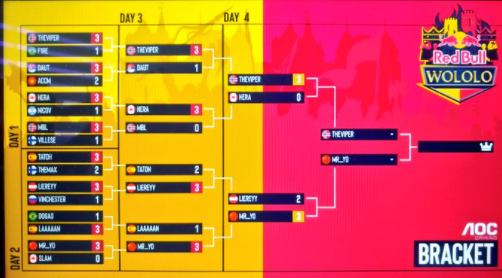 DAY 3
DAY 4
Red Bull
WOLOLO
DAY 1
THEVIPER 3
F1RE 1
DAUT 3
ACCM 2
HERA 3
NICOV 1
MBL 3
VILLESE 1
DAY 2
TATOH 3
THEMAX 2
LIEREYY 3
VINCHESTER 1
DOGAO 1
LAAAAAN 3
MR_YO 3
SLAM 0
THEVIPER 3
DAUT 1
HERA 3
MBL 0
TATOH 2
LIEREYY 3
LAAAAAN 1
MR_YO 3
THEVIPER 3
HERA 0
LIEREYY 2
MR_YO 3
THEVIPER -
MR_YO -
AOC
BRACKET